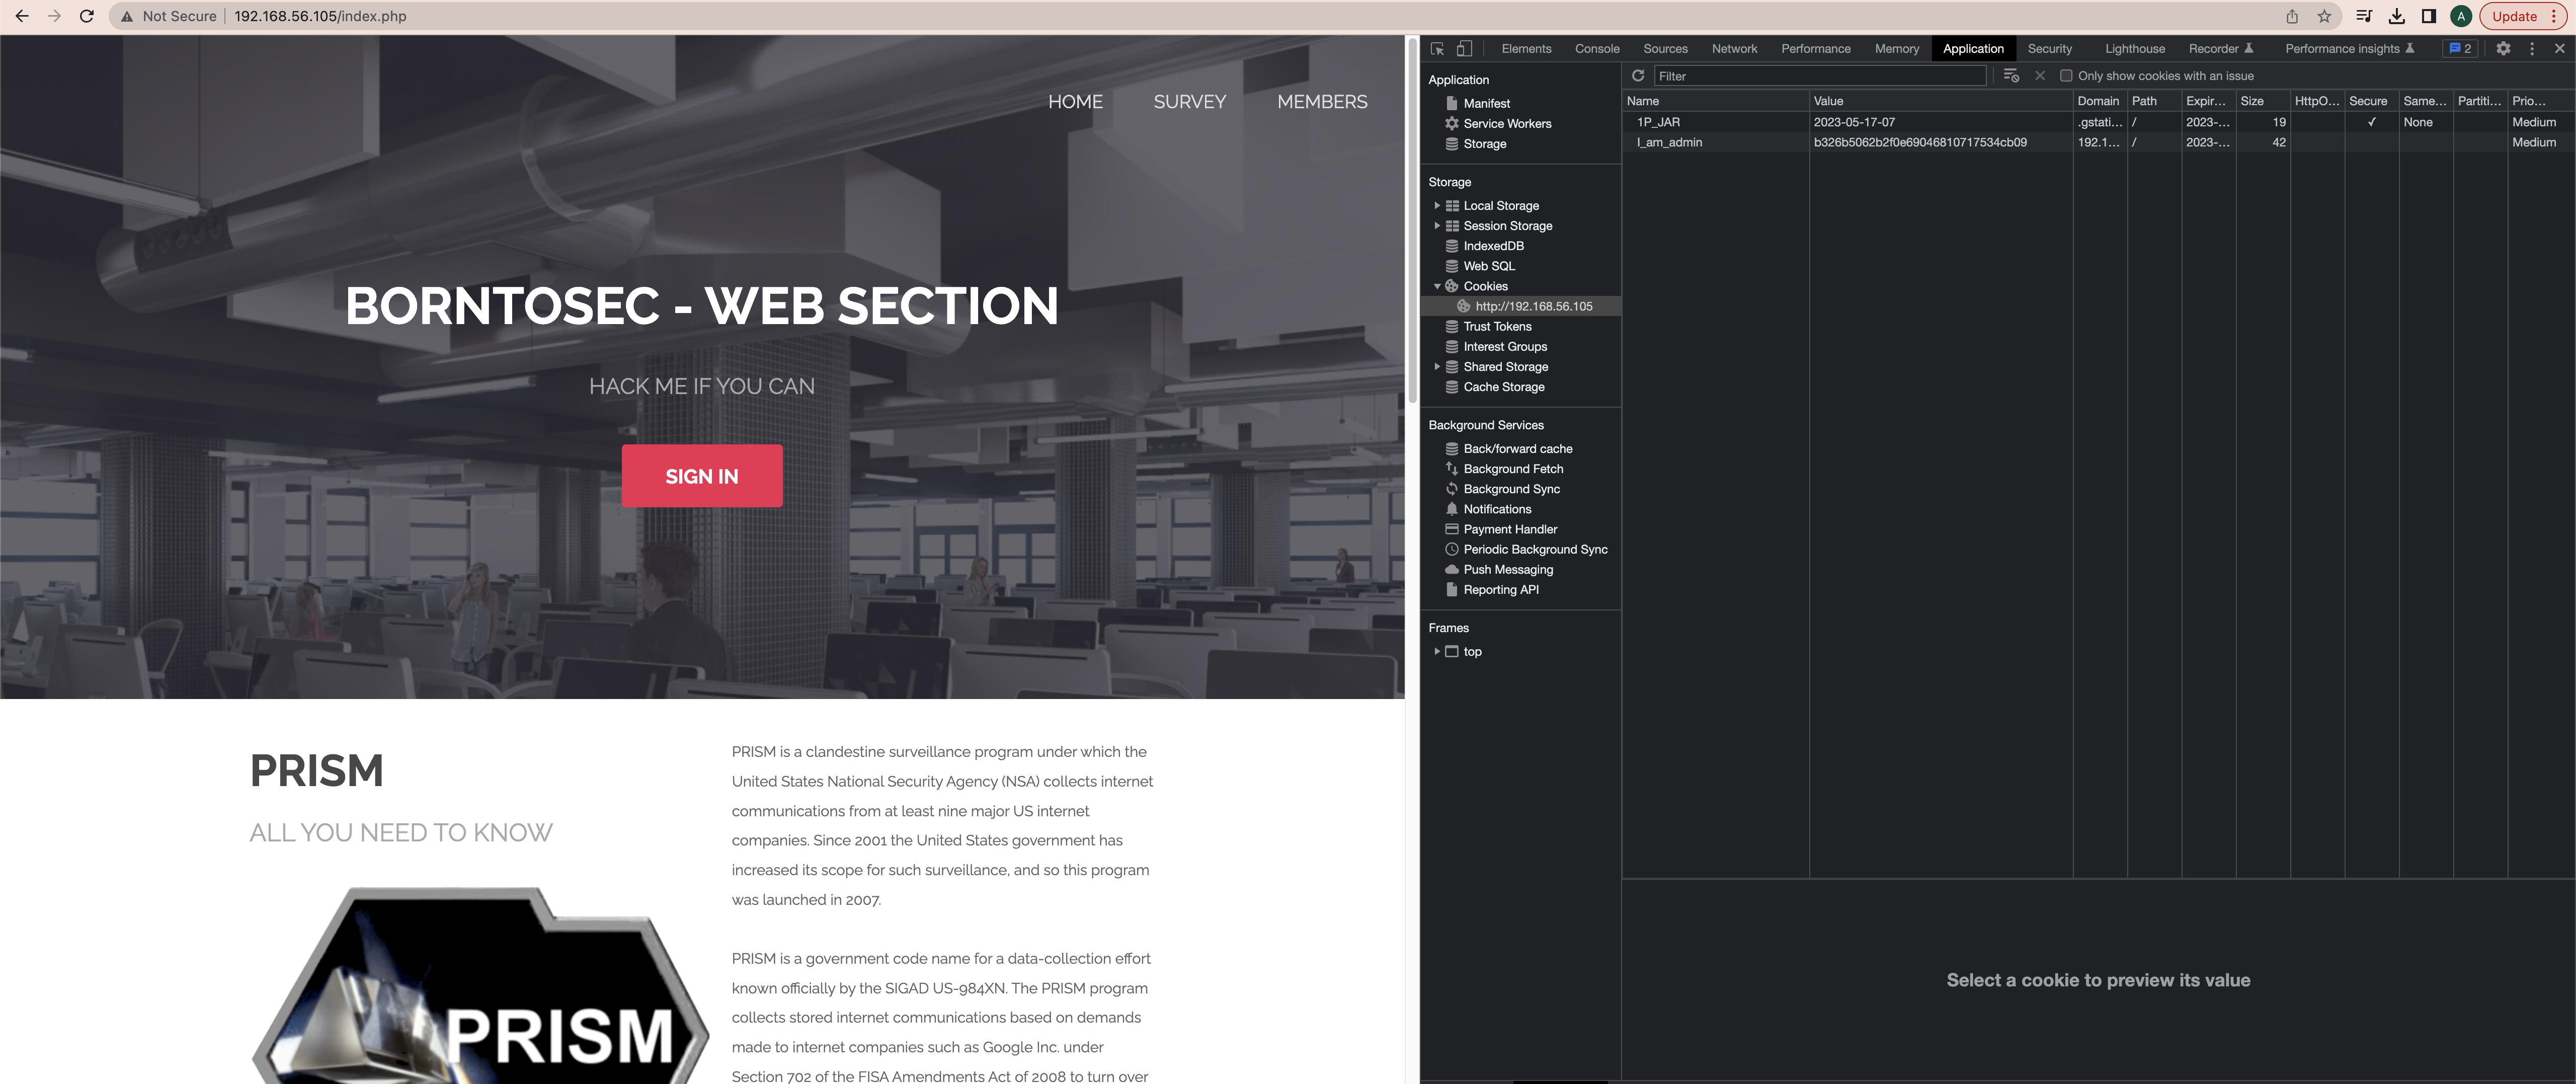 Not Secure 192.168.56.105/index.php
A
Update
HOME SURVEY MEMBERS
BORNTOSEC - WEB SECTION
HACK ME IF YOU CAN
SIGN IN
PRISM
ALL YOU NEED TO KNOW
PRISM
PRISM is a clandestine surveillance program under which the
United States National Security Agency (NSA) collects internet
communications from at least nine major US internet
companies. Since 2001 the United States government has
increased its scope for such surveillance, and so this program
was launched in 2007.
PRISM is a government code name for a data-collection effort
known officially by the SIGAD US-984XN. The PRISM program
collects stored internet communications based on demands
made to internet companies such as Google Inc. under
Section 702 of the FISA Amendments Act of 2008 to turn over
Elements Console Sources Network Performance Memory Application Security Lighthouse Recorder Performance insights 2
Application
Manifest
Service Workers
Storage
Storage
Local Storage
Session Storage
IndexedDB
Web SQL
Cookies
http://192.168.56.105
Trust Tokens
Interest Groups
Shared Storage
Cache Storage
Background Services
Back/forward cache
Background Fetch
Background Sync
Notifications
Payment Handler
Periodic Background Sync
Push Messaging
Reporting API
Frames
top
Filter Only show cookies with an issue
Name Value Domain Path Expir... Size HttpO... Secure Same... Partiti... Prio...
1P_JAR 2023-05-17-07 .gstati... / 2023-... 19 ✓ None Medium
I_am_admin b326b5062b2f0e69046810717534cb09 192.1... / 2023-... 42 Medium
Select a cookie to preview its value